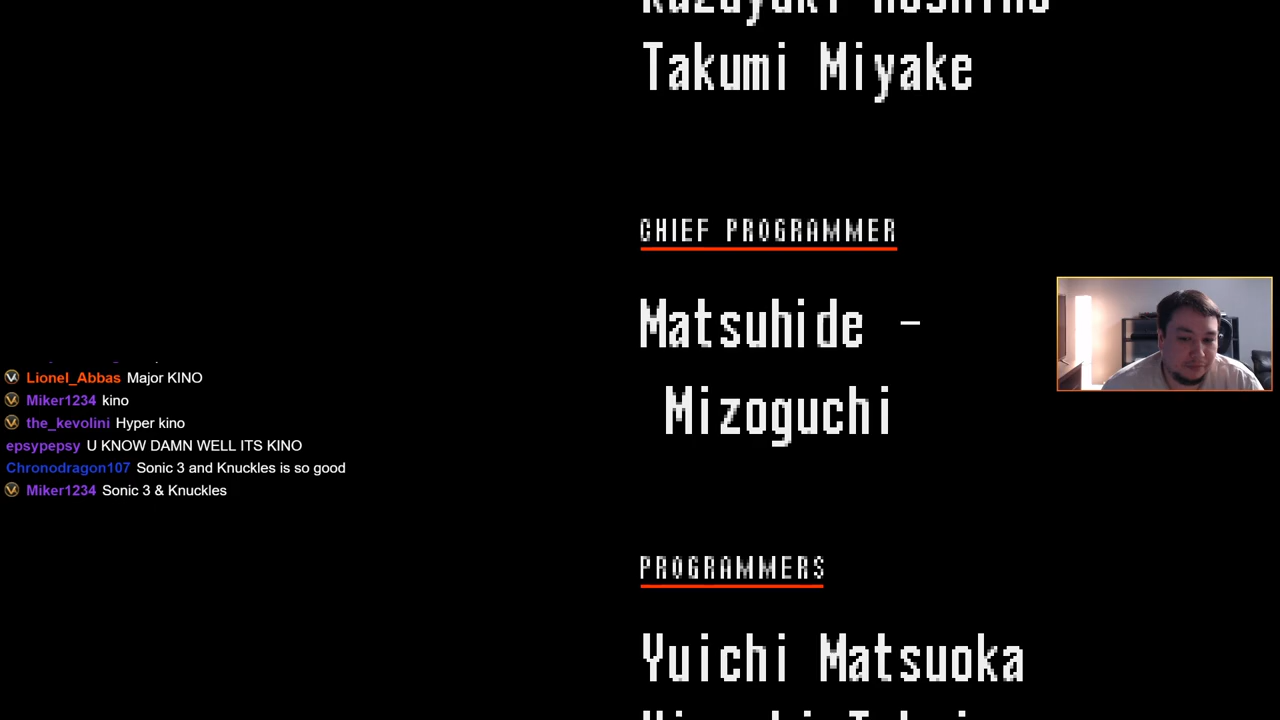 Takumi Miyake
CHIEF PROGRAMMER
Matsuhide -
Mizoguchi
PROGRAMMERS
Yuichi Matsuoka
Lionel_Abbas Major KINO
Miker1234 kino
the_kevolini Hyper kino
epsypepsy U KNOW DAMN WELL ITS KINO
Chronodragon107 Sonic 3 and Knuckles is so good
Miker1234 Sonic 3 & Knuckles